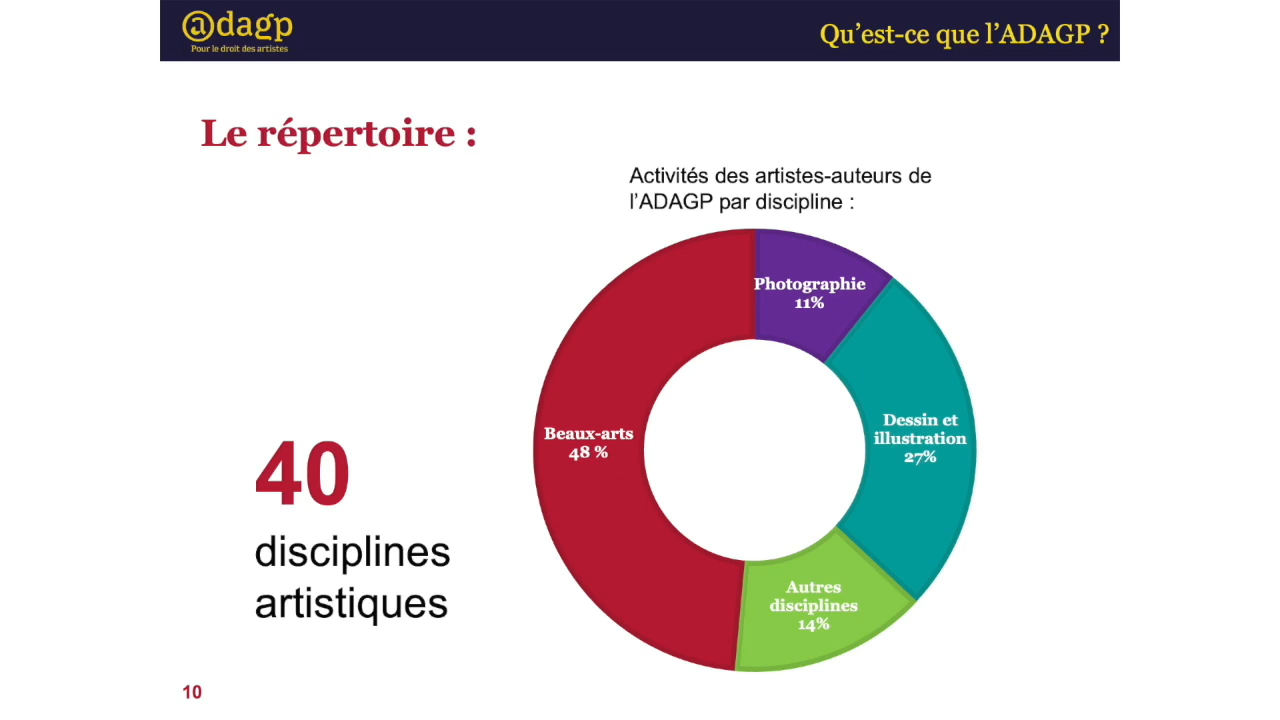 @dagp
Pour le droit des artistes
Qu’est-ce que l’ADAGP ?
Le répertoire :
Activités des artistes-auteurs de
l’ADAGP par discipline :
Photographie
11%
Dessin et
illustration
27%
Beaux-arts
48 %
Autres
disciplines
14%
40
disciplines
artistiques
10